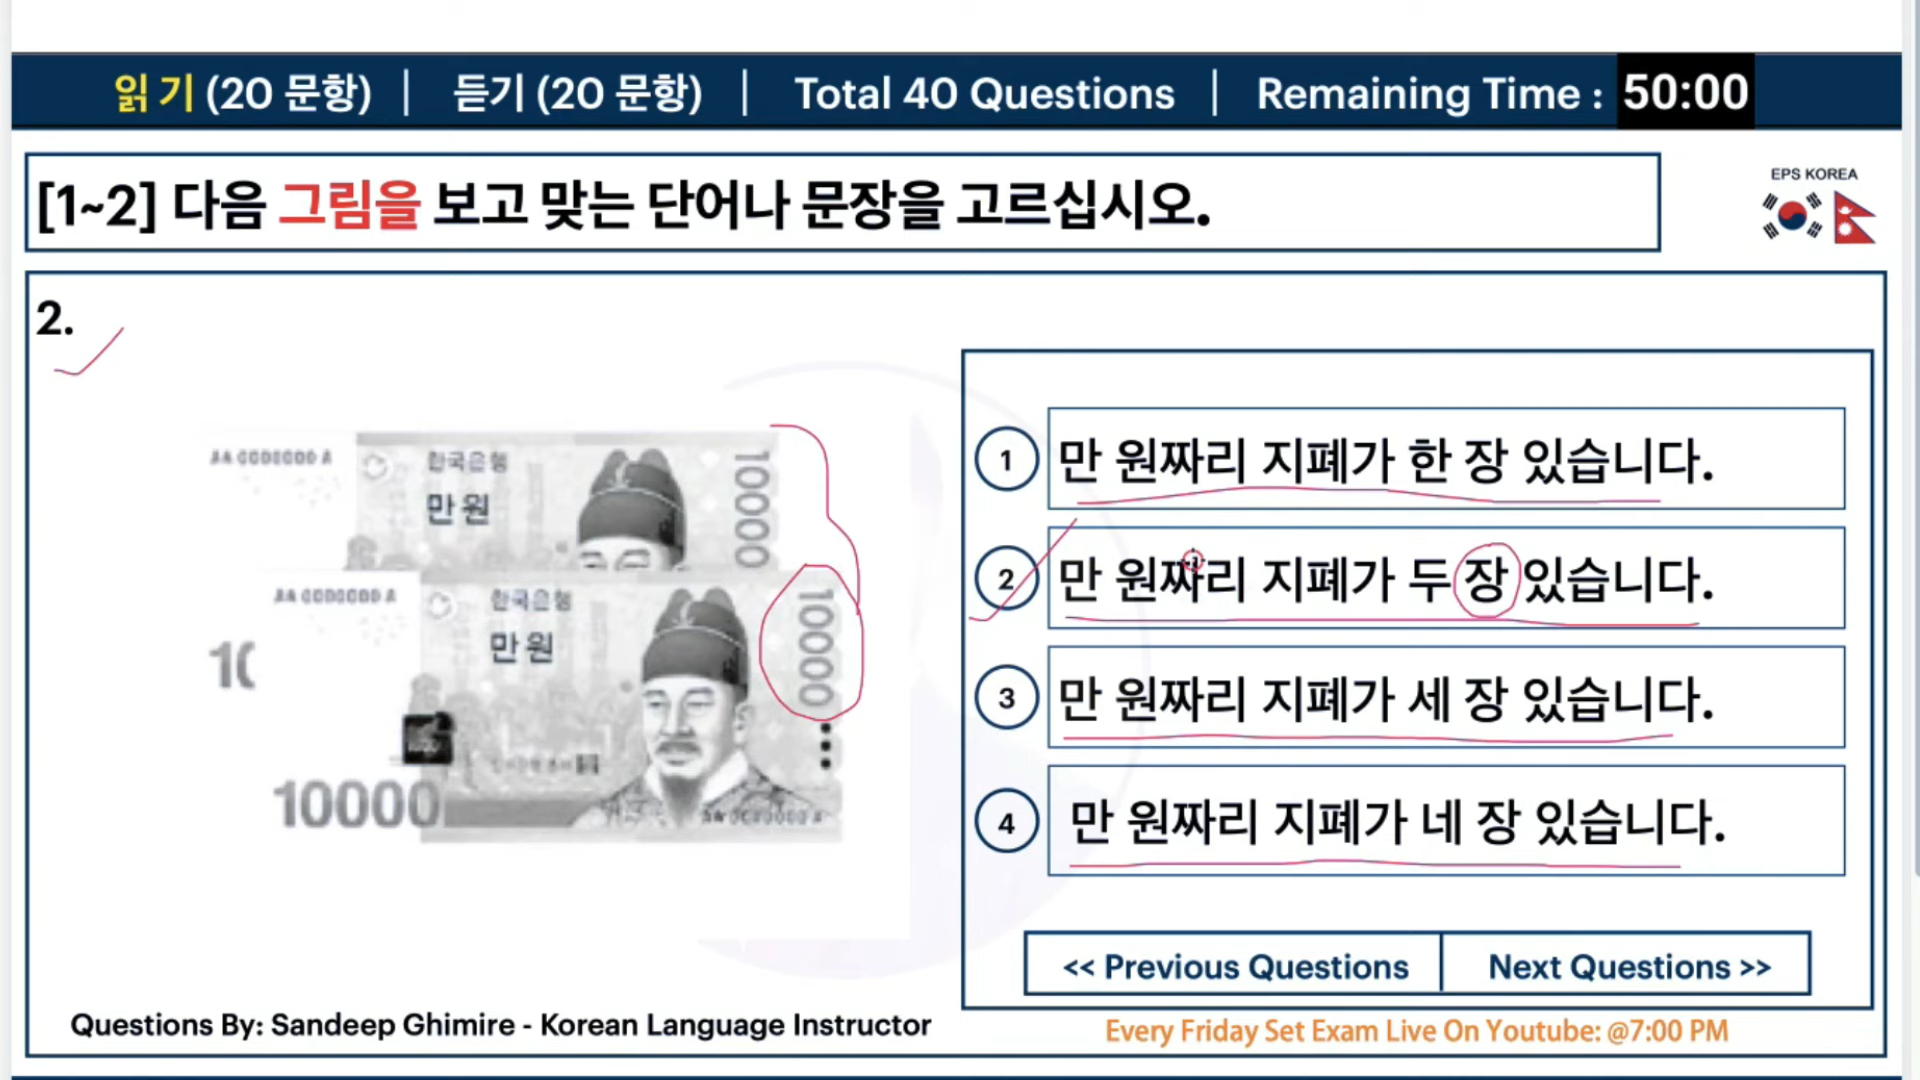 읽 기 (20 문항) | 듣기 (20 문항) | Total 40 Questions | Remaining Time : 50:00
[1~2] 다음 그림을 보고 맞는 단어나 문장을 고르십시오.
EPS KOREA
2.
AA 0000000 A
한국은행
만 원
10000
AA 0000000 A
한국은행
만 원
10000
10
10000
AA 0000000 A
1 만 원짜리 지폐가 한 장 있습니다.
2 만 원짜리 지폐가 두 장 있습니다.
3 만 원짜리 지폐가 세 장 있습니다.
4 만 원짜리 지폐가 네 장 있습니다.
<< Previous Questions
Next Questions >>
Questions By: Sandeep Ghimire - Korean Language Instructor
Every Friday Set Exam Live On Youtube: @7:00 PM